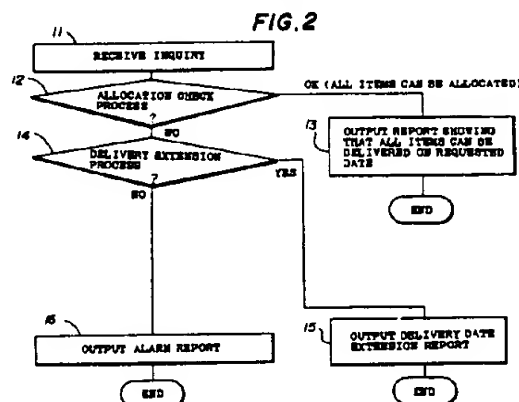 FIG.2
11
RECEIVE INQUIRY
12
ALLOCATION CHECK
PROCESS
?
OK (ALL ITEMS CAN BE ALLOCATED)
NO
13
OUTPUT REPORT SHOWING
THAT ALL ITEMS CAN BE
DELIVERED ON REQUESTED
DATE
END
14
DELIVERY EXTENSION
PROCESS
?
YES
NO
16
OUTPUT ALARM REPORT
END
15
OUTPUT DELIVERY DATE
EXTENSION REPORT
END